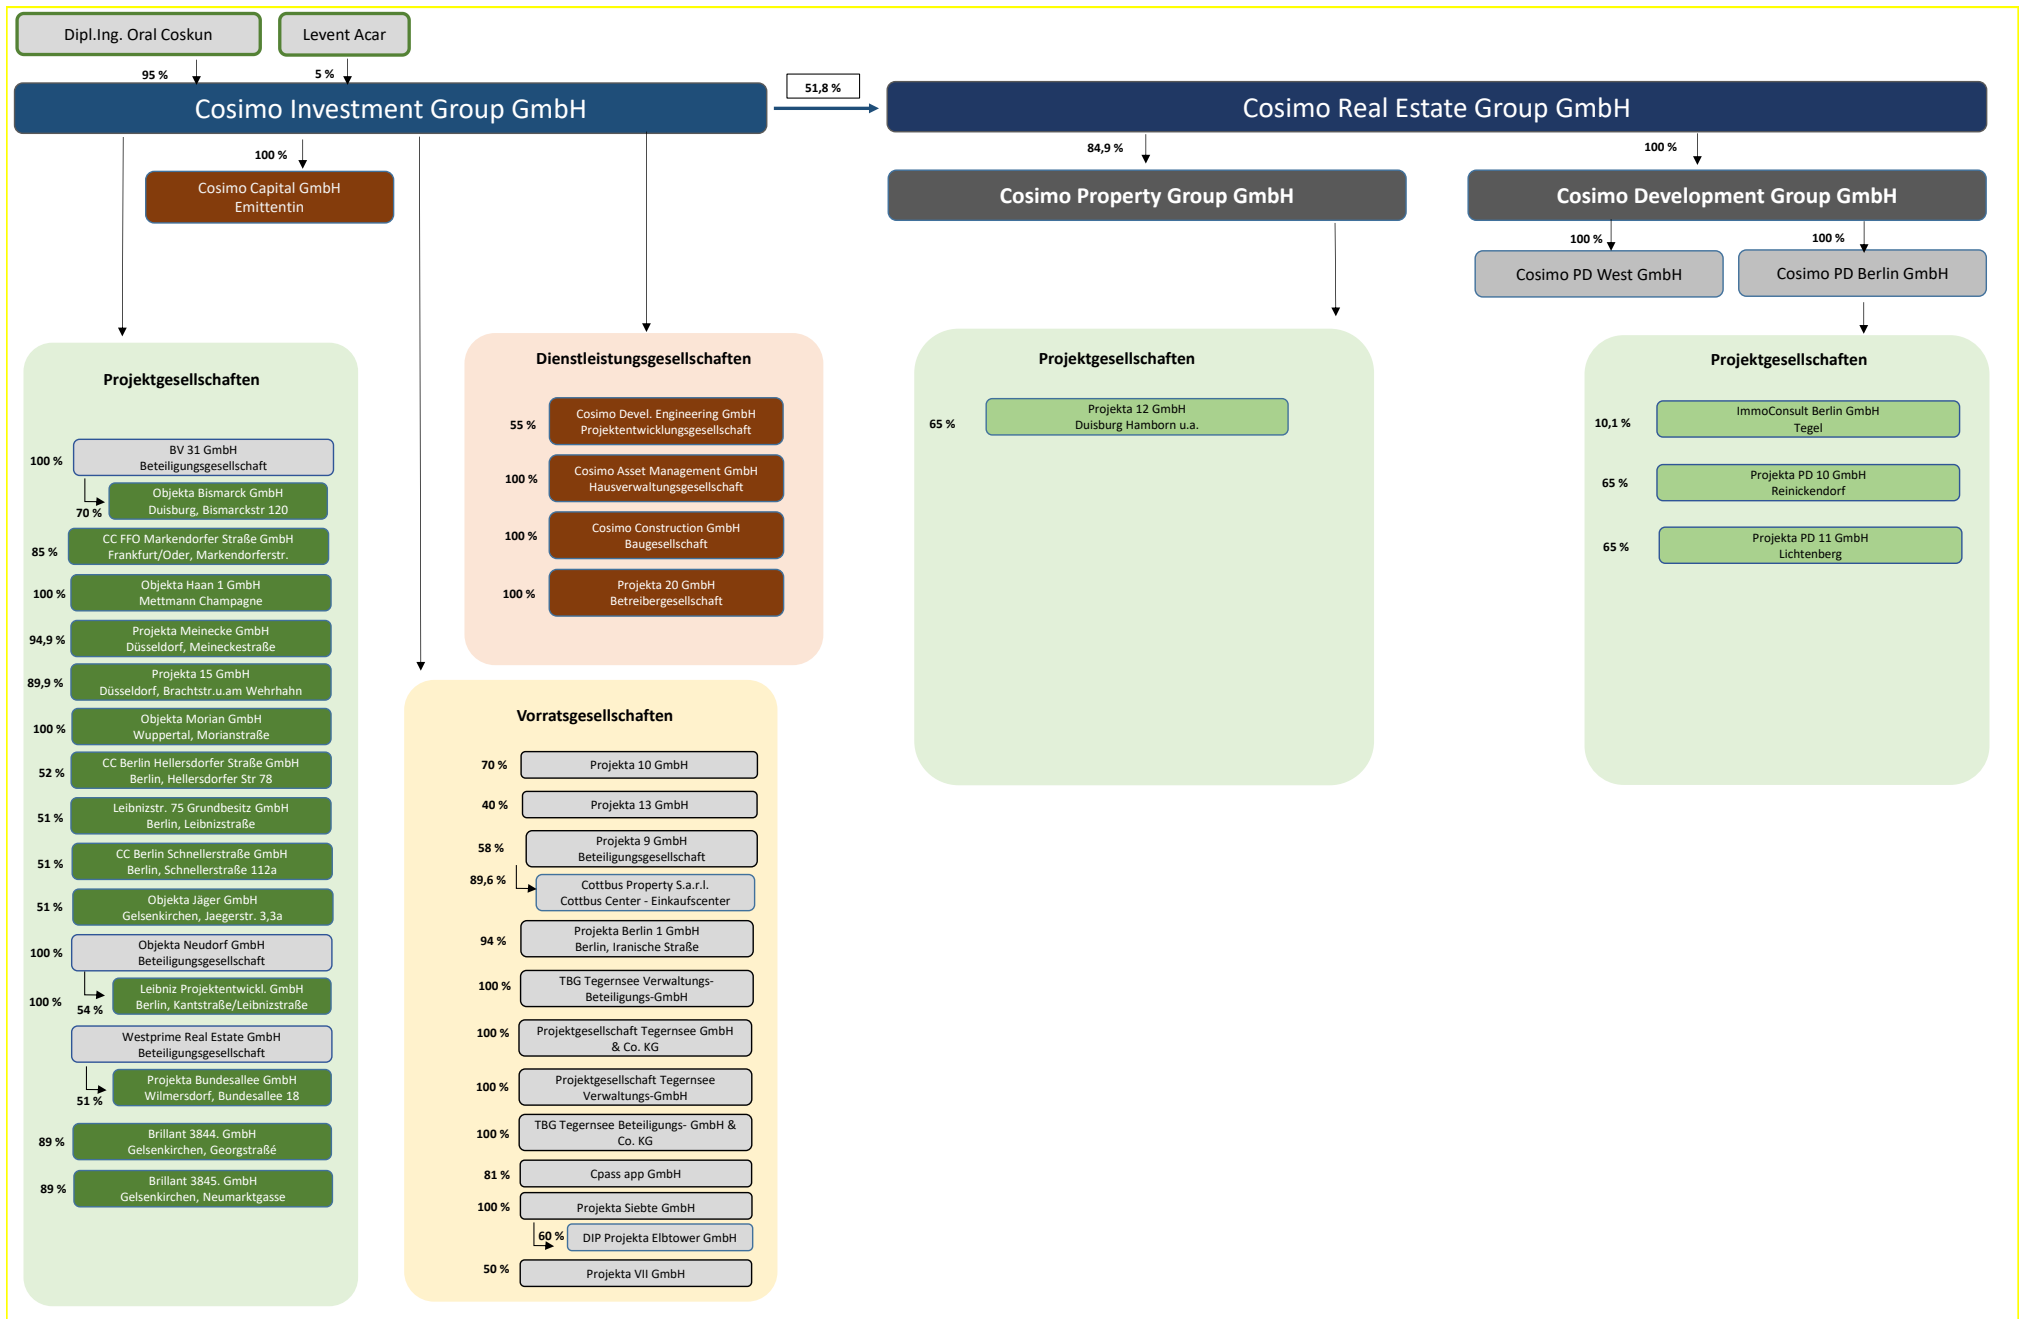 Dipl.Ing. Oral Coskun
Levent Acar
95 %
5 %
Cosimo Investment Group GmbH
51,8 %
Cosimo Real Estate Group GmbH
100 %
Cosimo Capital GmbH
Emittentin
84,9 %
100 %
Cosimo Property Group GmbH
Cosimo Development Group GmbH
100 %
100 %
Cosimo PD West GmbH
Cosimo PD Berlin GmbH
Projektgesellschaften
100 %
BV 31 GmbH
Beteiligungsgesellschaft
70 %
Objekta Bismarck GmbH
Duisburg, Bismarckstr 120
85 %
CC FFO Markendorfer Straße GmbH
Frankfurt/Oder, Markendorferstr.
100 %
Objekta Haan 1 GmbH
Mettmann Champagne
94,9 %
Projekta Meinecke GmbH
Düsseldorf, Meineckestraße
89,9 %
Projekta 15 GmbH
Düsseldorf, Brachtstr.u.am Wehrhahn
100 %
Objekta Morian GmbH
Wuppertal, Morianstraße
52 %
CC Berlin Hellersdorfer Straße GmbH
Berlin, Hellersdorfer Str 78
51 %
Leibnizstr. 75 Grundbesitz GmbH
Berlin, Leibnizstraße
51 %
CC Berlin Schnellerstraße GmbH
Berlin, Schnellerstraße 112a
51 %
Objekta Jäger GmbH
Gelsenkirchen, Jaegerstr. 3,3a
100 %
Objekta Neudorf GmbH
Beteiligungsgesellschaft
100 %
54 %
Leibniz Projektentwickl. GmbH
Berlin, Kantstraße/Leibnizstraße
Westprime Real Estate GmbH
Beteiligungsgesellschaft
51 %
Projekta Bundesallee GmbH
Wilmersdorf, Bundesallee 18
89 %
Brillant 3844. GmbH
Gelsenkirchen, Georgstraßé
89 %
Brillant 3845. GmbH
Gelsenkirchen, Neumarktgasse
Dienstleistungsgesellschaften
55 %
Cosimo Devel. Engineering GmbH
Projektentwicklungsgesellschaft
100 %
Cosimo Asset Management GmbH
Hausverwaltungsgesellschaft
100 %
Cosimo Construction GmbH
Baugesellschaft
100 %
Projekta 20 GmbH
Betreibergesellschaft
Vorratsgesellschaften
70 %
Projekta 10 GmbH
40 %
Projekta 13 GmbH
58 %
Projekta 9 GmbH
Beteiligungsgesellschaft
89,6 %
Cottbus Property S.a.r.l.
Cottbus Center - Einkaufscenter
94 %
Projekta Berlin 1 GmbH
Berlin, Iranische Straße
100 %
TBG Tegernsee Verwaltungs-
Beteiligungs-GmbH
100 %
Projektgesellschaft Tegernsee GmbH
& Co. KG
100 %
Projektgesellschaft Tegernsee
Verwaltungs-GmbH
100 %
TBG Tegernsee Beteiligungs- GmbH &
Co. KG
81 %
Cpass app GmbH
100 %
Projekta Siebte GmbH
60 %
DIP Projekta Elbtower GmbH
50 %
Projekta VII GmbH
Projektgesellschaften
65 %
Projekta 12 GmbH
Duisburg Hamborn u.a.
Projektgesellschaften
10,1 %
ImmoConsult Berlin GmbH
Tegel
65 %
Projekta PD 10 GmbH
Reinickendorf
65 %
Projekta PD 11 GmbH
Lichtenberg